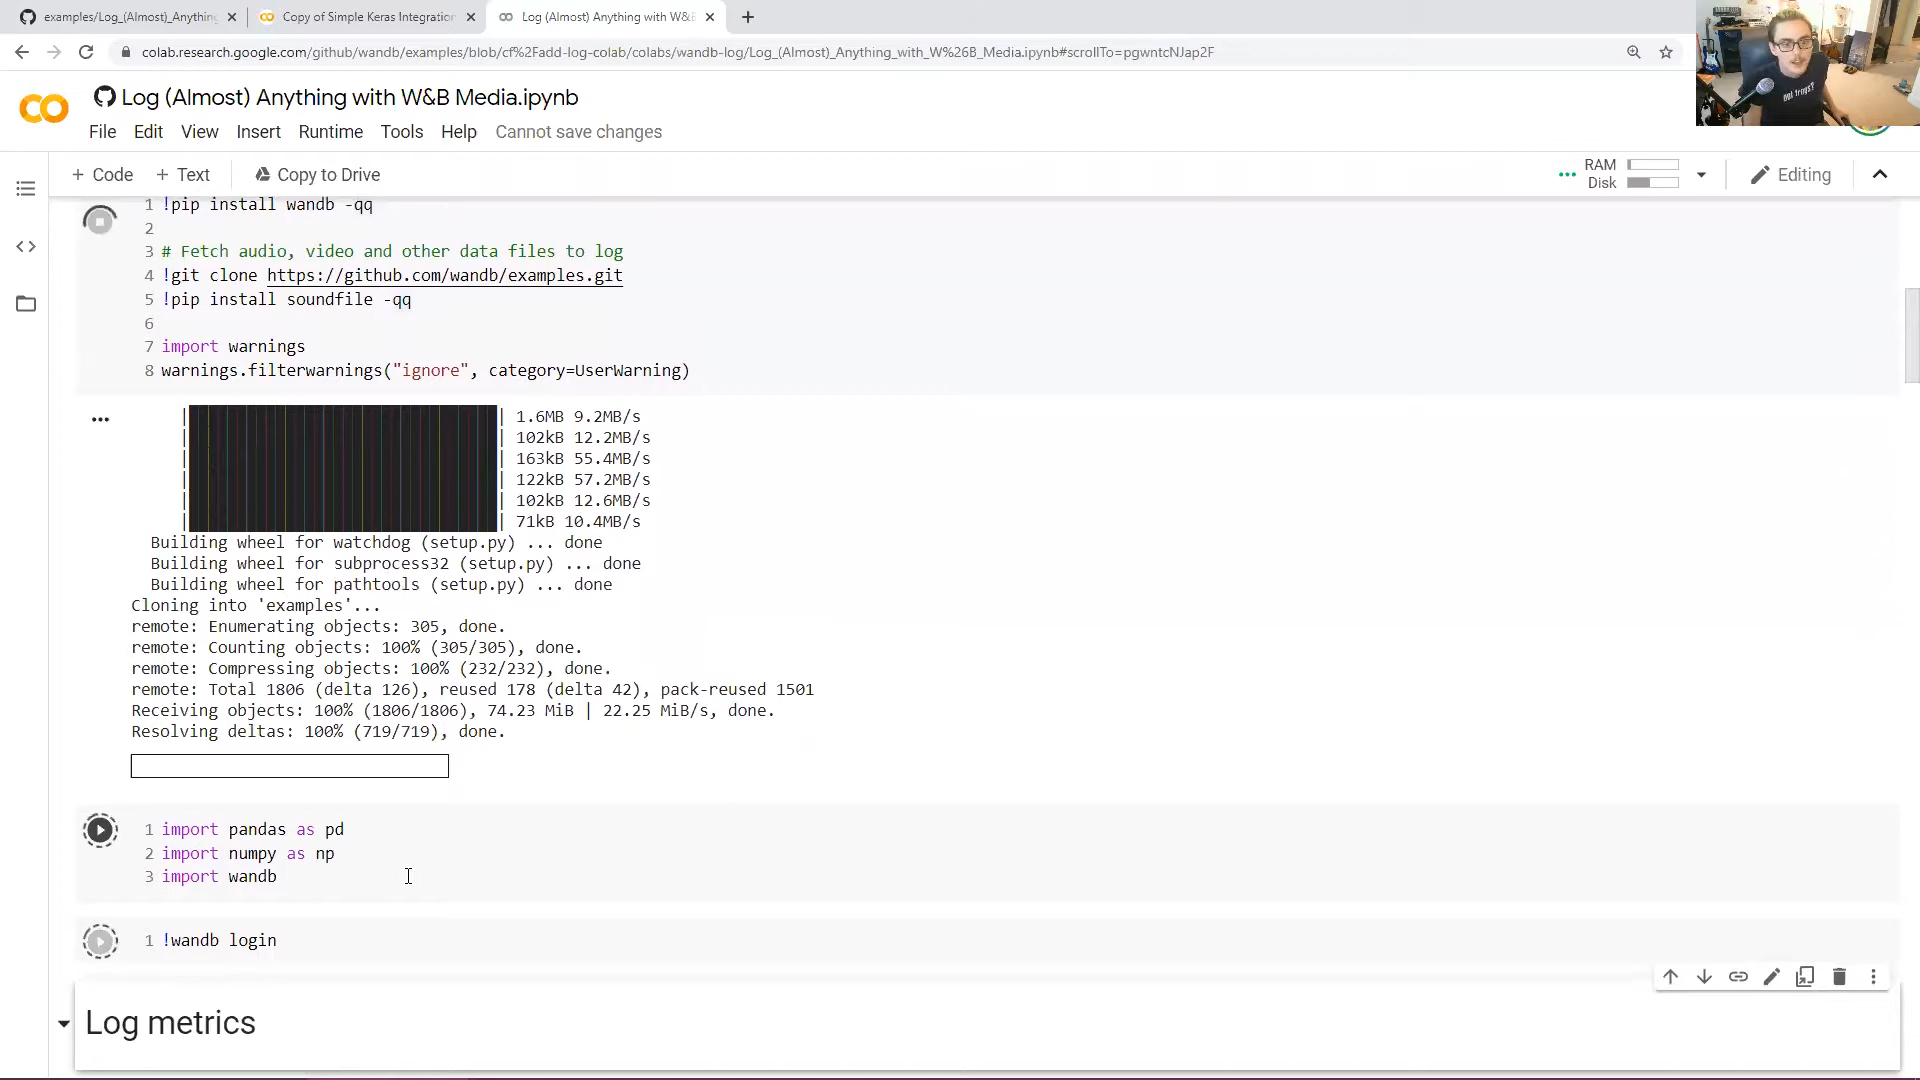 examples/Log_(Almost)_Anythin
Copy of Simple Keras Integration
Log (Almost) Anything with W&B
colab.research.google.com/github/wandb/examples/blob/cf%2Fadd-log-colab/colabs/wandb-log/Log_(Almost)_Anything_with_W%26B_Media.ipynb#scrollTo=pgwntcNJap2F
Log (Almost) Anything with W&B Media.ipynb
File Edit View Insert Runtime Tools Help Cannot save changes
+ Code + Text Copy to Drive
RAM
Disk
Editing
1 !pip install wandb -qq
2
3 # Fetch audio, video and other data files to log
4 !git clone https://github.com/wandb/examples.git
5 !pip install soundfile -qq
6
7 import warnings
8 warnings.filterwarnings("ignore", category=UserWarning)
| | 1.6MB 9.2MB/s
| | 102kB 12.2MB/s
| | 163kB 55.4MB/s
| | 122kB 57.2MB/s
| | 102kB 12.6MB/s
| | 71kB 10.4MB/s
Building wheel for watchdog (setup.py) ... done
Building wheel for subprocess32 (setup.py) ... done
Building wheel for pathtools (setup.py) ... done
Cloning into 'examples'...
remote: Enumerating objects: 305, done.
remote: Counting objects: 100% (305/305), done.
remote: Compressing objects: 100% (232/232), done.
remote: Total 1806 (delta 126), reused 178 (delta 42), pack-reused 1501
Receiving objects: 100% (1806/1806), 74.23 MiB | 22.25 MiB/s, done.
Resolving deltas: 100% (719/719), done.
1 import pandas as pd
2 import numpy as np
3 import wandb
1 !wandb login
Log metrics